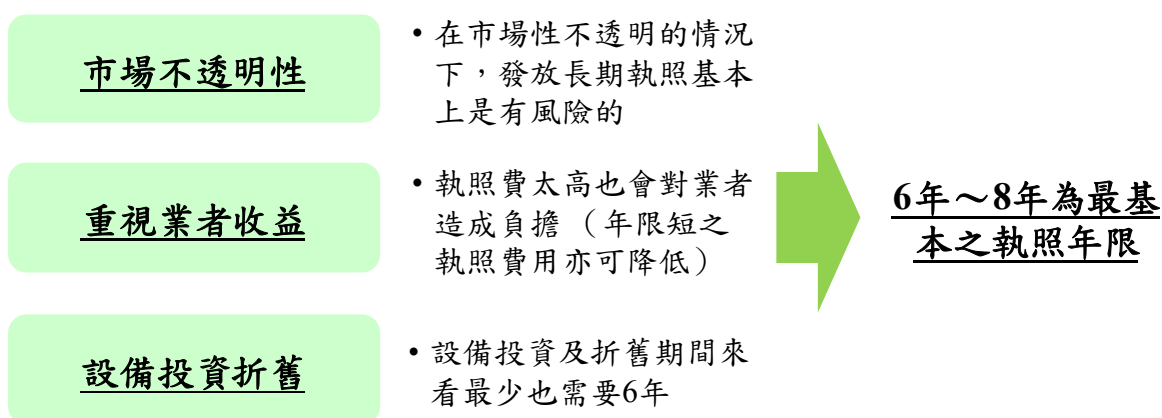 市場不透明性
•在市場性不透明的情況
下，發放長期執照基本
上是有風險的
重視業者收益
•執照費太高也會對業者
造成負擔（年限短之
執照費用亦可降低）
設備投資折舊
•設備投資及折舊期間來
看最少也需要6年
6年～8年為最基
本之執照年限